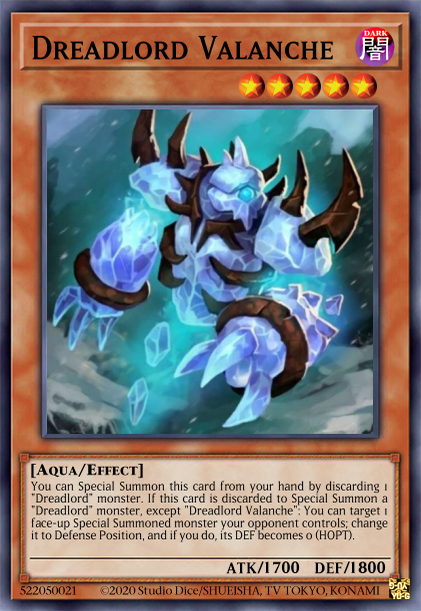 DREADLORD VALANCHE
DARK
闇
[AQUA/EFFECT]
You can Special Summon this card from your hand by discarding 1
"Dreadlord" monster. If this card is discarded to Special Summon a
"Dreadlord" monster, except "Dreadlord Valanche": You can target 1
face-up Special Summoned monster your opponent controls; change
it to Defense Position, and if you do, its DEF becomes 0 (HOPT).
ATK/1700 DEF/1800
522050021 ©2020 Studio Dice/SHUEISHA, TV TOKYO, KONAMI